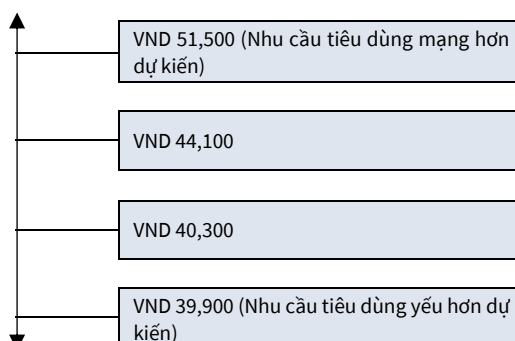 VND 51,500 (Nhu cầu tiêu dùng mạng hơn
dự kiến)
VND 44,100
VND 40,300
VND 39,900 (Nhu cầu tiêu dùng yếu hơn dự
kiến)